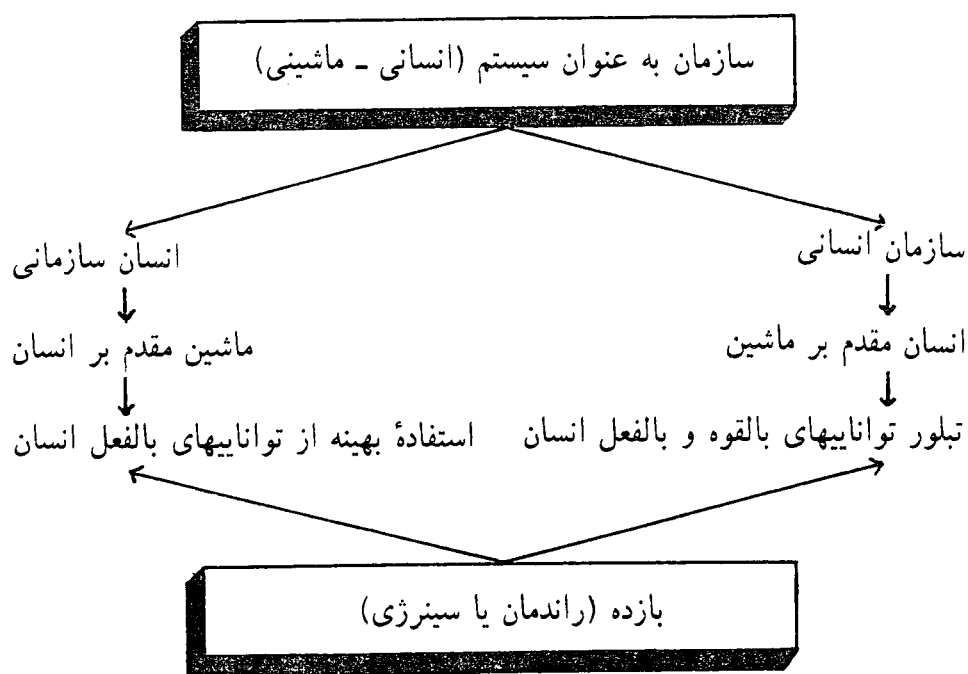 سازمان به عنوان سیستم (انسانی ـ ماشینی)
سازمان انسانی
انسان سازمانی
انسان مقدم بر ماشین
ماشین مقدم بر انسان
تبلور تواناییهای بالقوه و بالفعل انسان
استفادهٔ بهینه از تواناییهای بالفعل انسان
بازده (راندمان یا سینرژی)